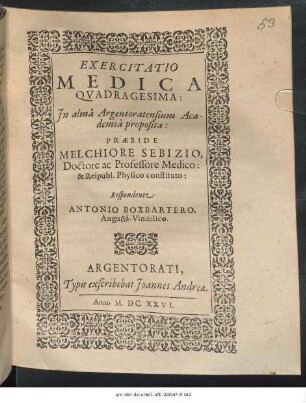 53
EXERCITATIO
MEDICA
QVADRAGESIMA:
In almâ Argentoratensium Aca-
demiâ proposita:
PRÆSIDE
MELCHIORE SEBIZIO,
Doctore ac Professore Medico:
& Reipubl. Physico constituto:
Respondente
ANTONIO BOXBARTERO,
Augustâ-Vindelico.
ARGENTORATI,
Typis exscribebat Joannes Andreæ.
Anno M. DC. XXVI.